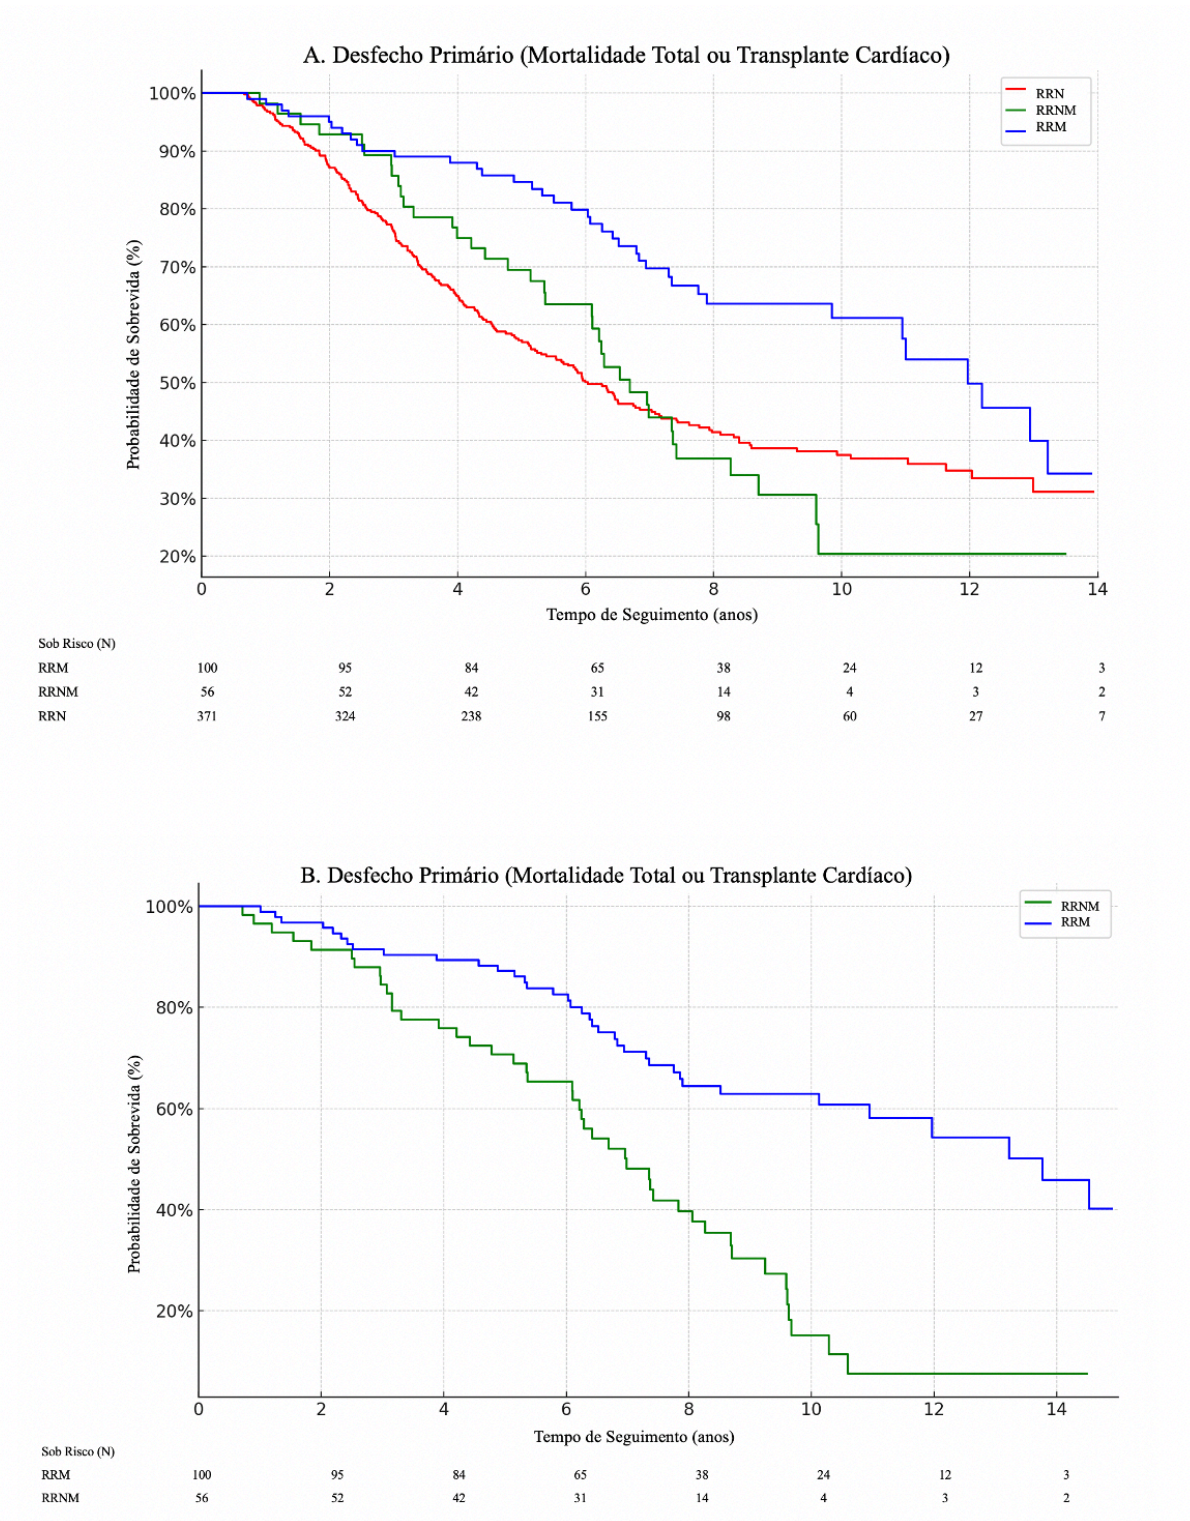 A. Desfecho Primário (Mortalidade Total ou Transplante Cardíaco)
RRN
RRNM
RRM
100%
90%
80%
70%
60%
50%
40%
30%
20%
Probabilidade de Sobrevida (%)
0 2 4 6 8 10 12 14
Tempo de Seguimento (anos)
Sob Risco (N)
RRM 100 95 84 65 38 24 12 3
RRNM 56 52 42 31 14 4 3 2
RRN 371 324 238 155 98 60 27 7
B. Desfecho Primário (Mortalidade Total ou Transplante Cardíaco)
RRNM
RRM
100%
80%
60%
40%
20%
Probabilidade de Sobrevida (%)
0 2 4 6 8 10 12 14
Tempo de Seguimento (anos)
Sob Risco (N)
RRM 100 95 84 65 38 24 12 3
RRNM 56 52 42 31 14 4 3 2